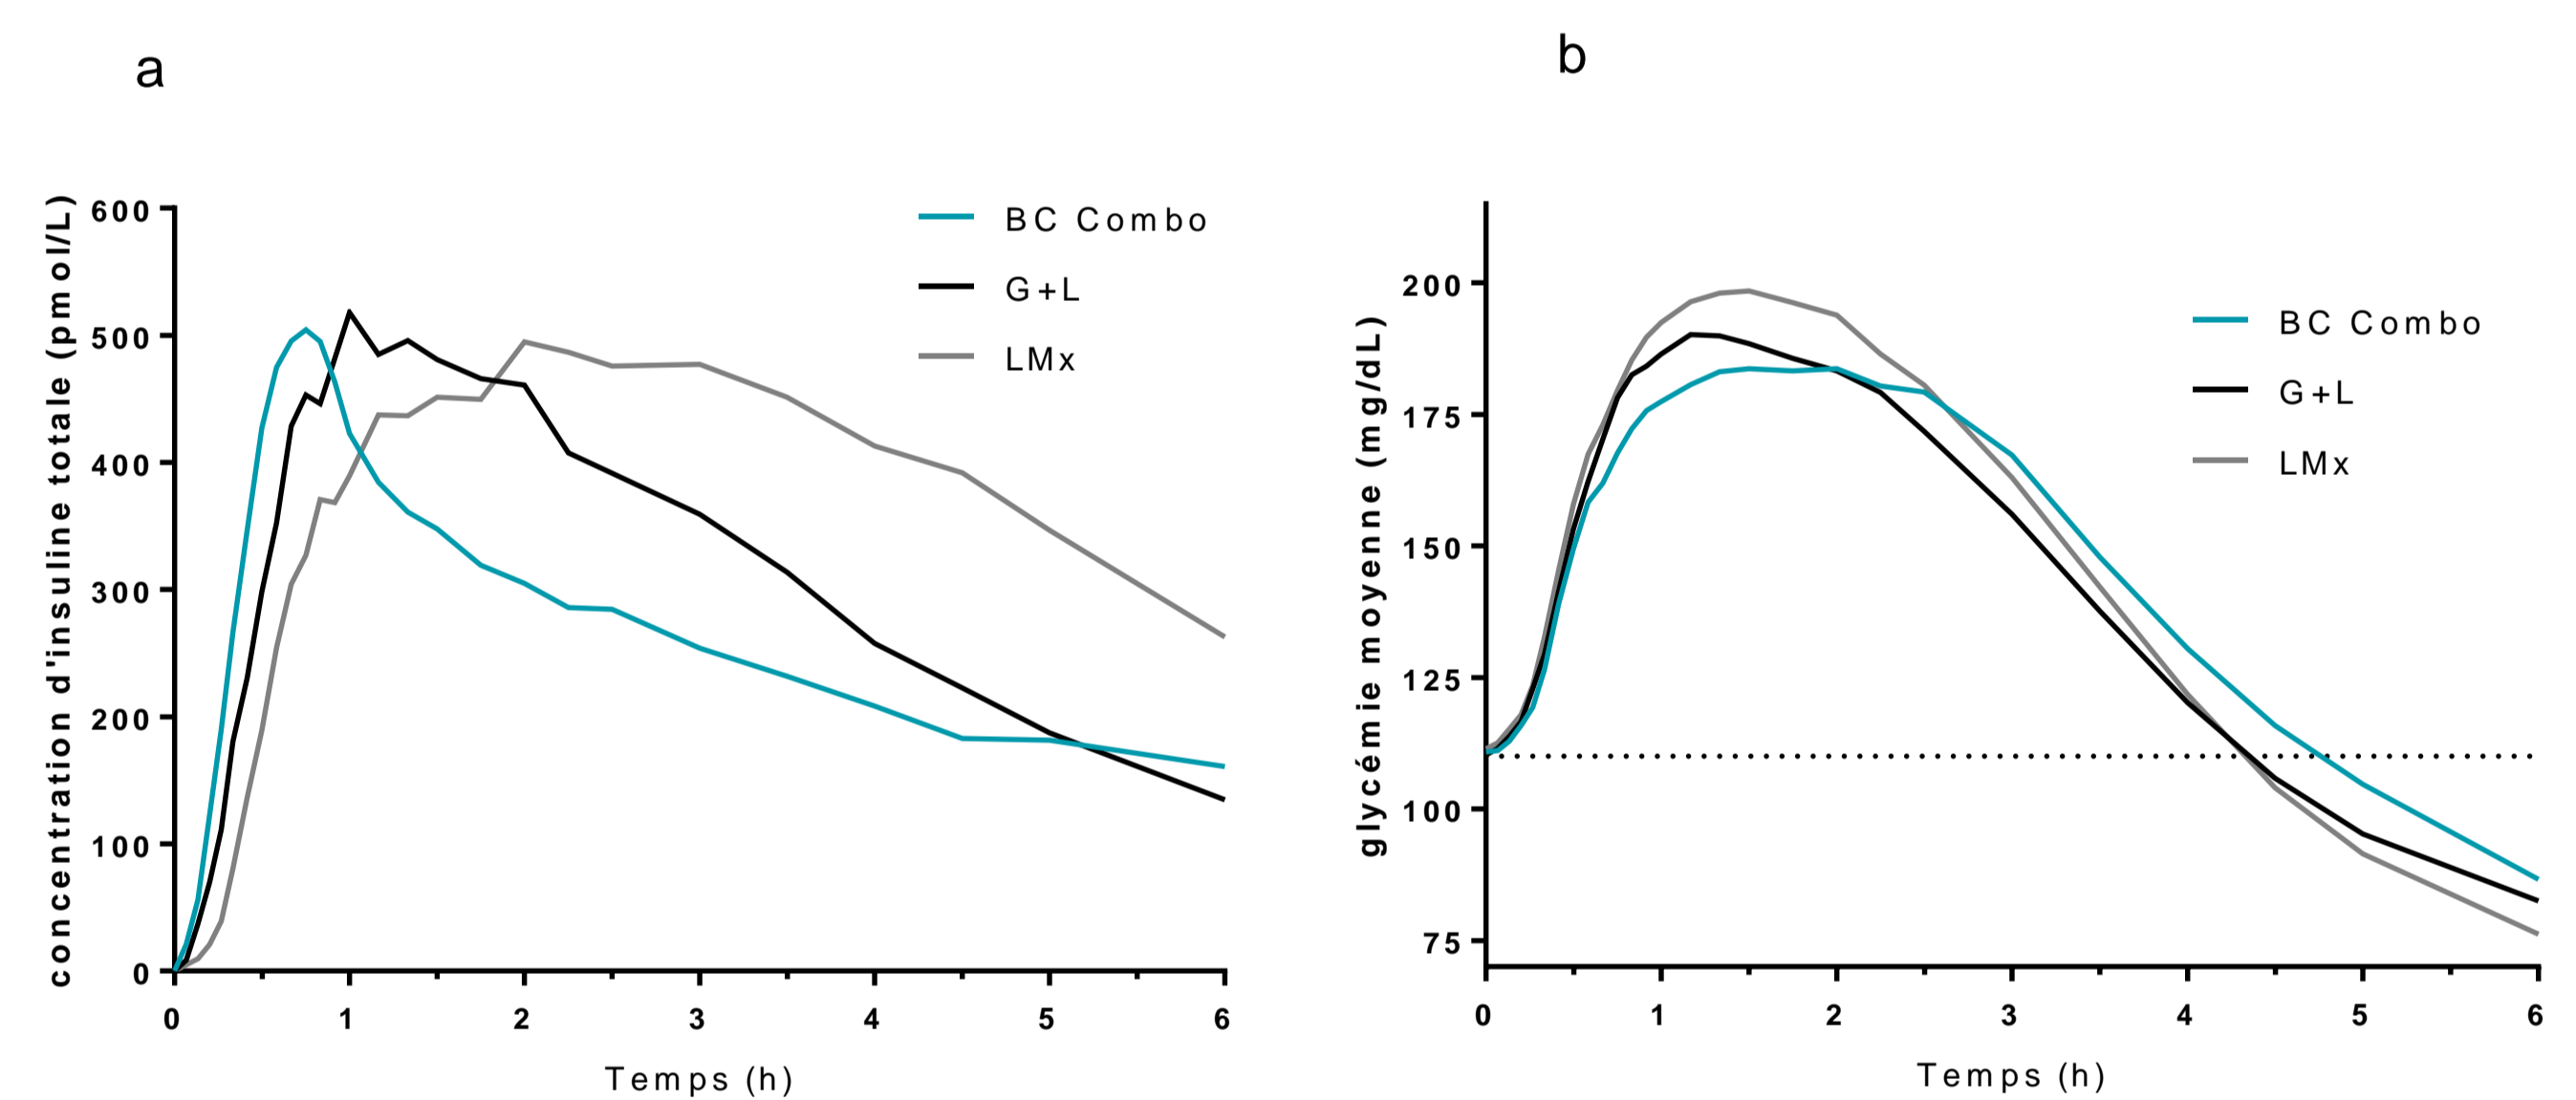 a
concentration d'insuline totale (pmol/L)
600
500
400
300
200
100
0
0 1 2 3 4 5 6
Temps (h)
BC Combo
G+L
LMx
b
glycémie moyenne (mg/dL)
200
175
150
125
100
75
0 1 2 3 4 5 6
Temps (h)
BC Combo
G+L
LMx